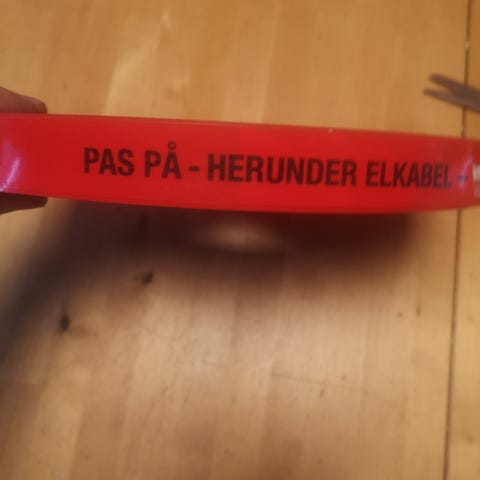 PAS PÅ - HERUNDER ELKABEL -